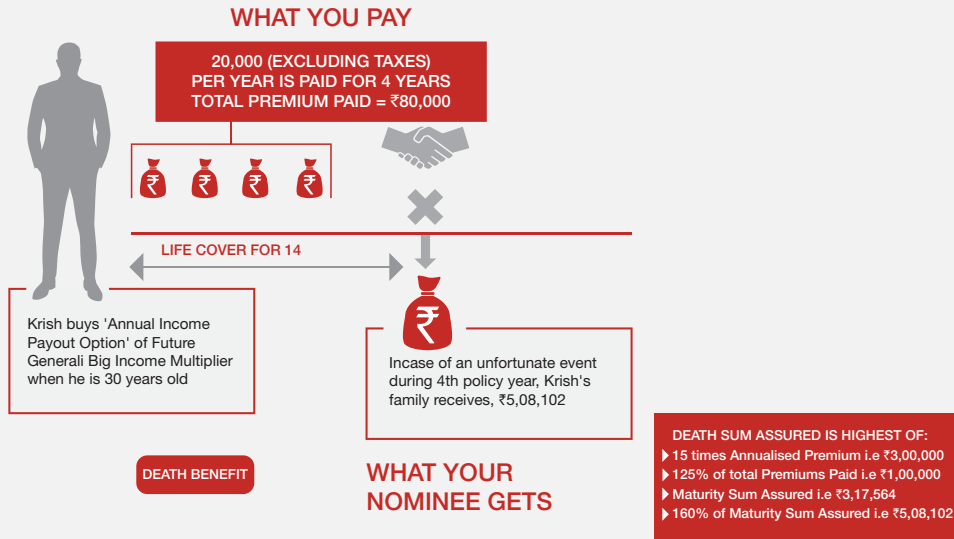 WHAT YOU PAY
20,000 (EXCLUDING TAXES)
PER YEAR IS PAID FOR 4 YEARS
TOTAL PREMIUM PAID = ₹80,000
₹ ₹ ₹ ₹
LIFE COVER FOR 14
₹
Krish buys 'Annual Income
Payout Option' of Future
Generali Big Income Multiplier
when he is 30 years old
Incase of an unfortunate event
during 4th policy year, Krish's
family receives, ₹5,08,102
DEATH BENEFIT
WHAT YOUR
NOMINEE GETS
DEATH SUM ASSURED IS HIGHEST OF:
15 times Annualised Premium i.e ₹3,00,000
125% of total Premiums Paid i.e ₹1,00,000
Maturity Sum Assured i.e ₹3,17,564
160% of Maturity Sum Assured i.e ₹5,08,102